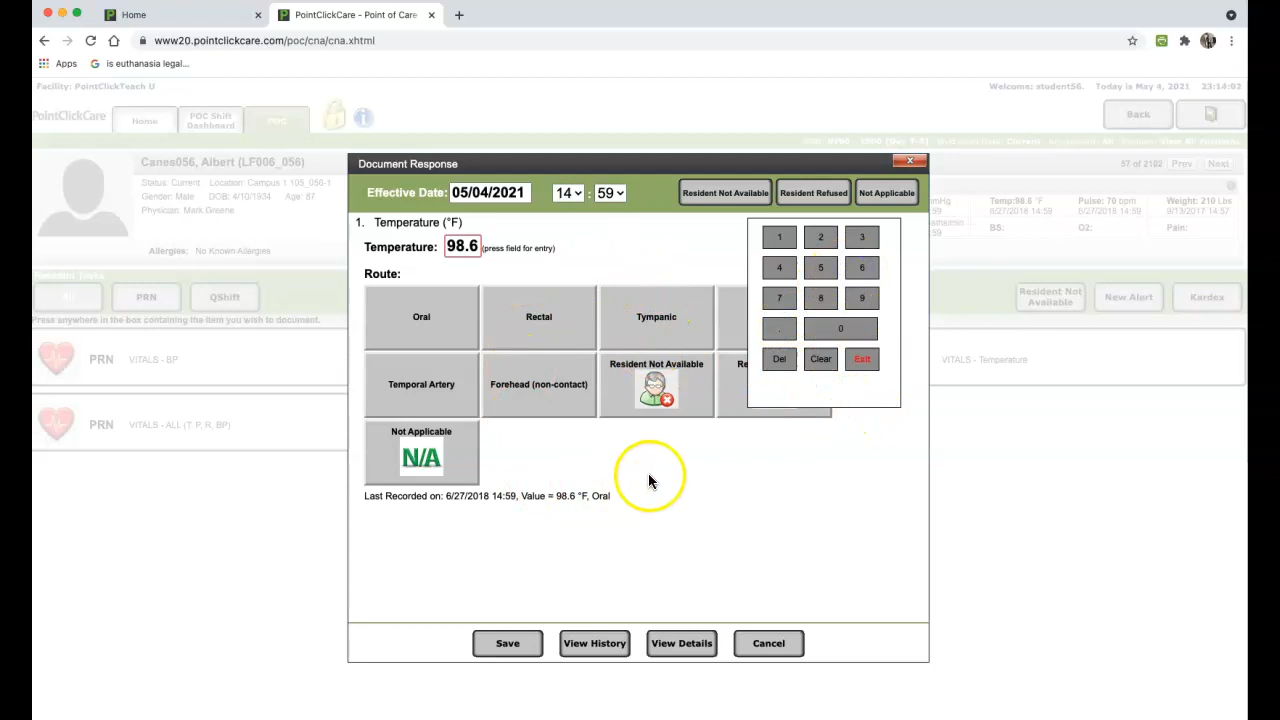 Home
PointClickCare - Point of Care
www20.pointclickcare.com/poc/cna/cna.xhtml
Apps
is euthanasia legal...
Facility: PointClickTeach U
Welcome: student56.
Today is May 4, 2021
23:14:02
PointClickCare
Home
POC Shift
Dashboard
POC
Back
Canes056, Albert (LF006_056)
57 of 2102
Prev
Next
Status: Current
Location: Campus 1 105_056-1
Gender: Male
DOB: 4/10/1934
Age: 87
Physician: Mark Greene
Allergies:
No Known Allergies
Temp:98.6 °F
6/27/2018 14:59
Pulse: 70 bpm
6/27/2018 14:59
Weight: 210 Lbs
9/13/2017 14:57
BS:
O2:
Pain:
PRN
QShift
Resident Not
Available
New Alert
Kardex
Press anywhere in the box containing the item you wish to document.
PRN
VITALS - BP
VITALS - Temperature
PRN
VITALS - ALL (T, P, R, BP)
Document Response
Effective Date:
05/04/2021
14
:
59
Resident Not Available
Resident Refused
Not Applicable
1. Temperature (°F)
Temperature:
98.6
(press field for entry)
Route:
Oral
Rectal
Tympanic
Temporal Artery
Forehead (non-contact)
Resident Not Available
Re
Not Applicable
N/A
Last Recorded on: 6/27/2018 14:59, Value = 98.6 °F, Oral
1
2
3
4
5
6
7
8
9
.
0
Del
Clear
Exit
Save
View History
View Details
Cancel